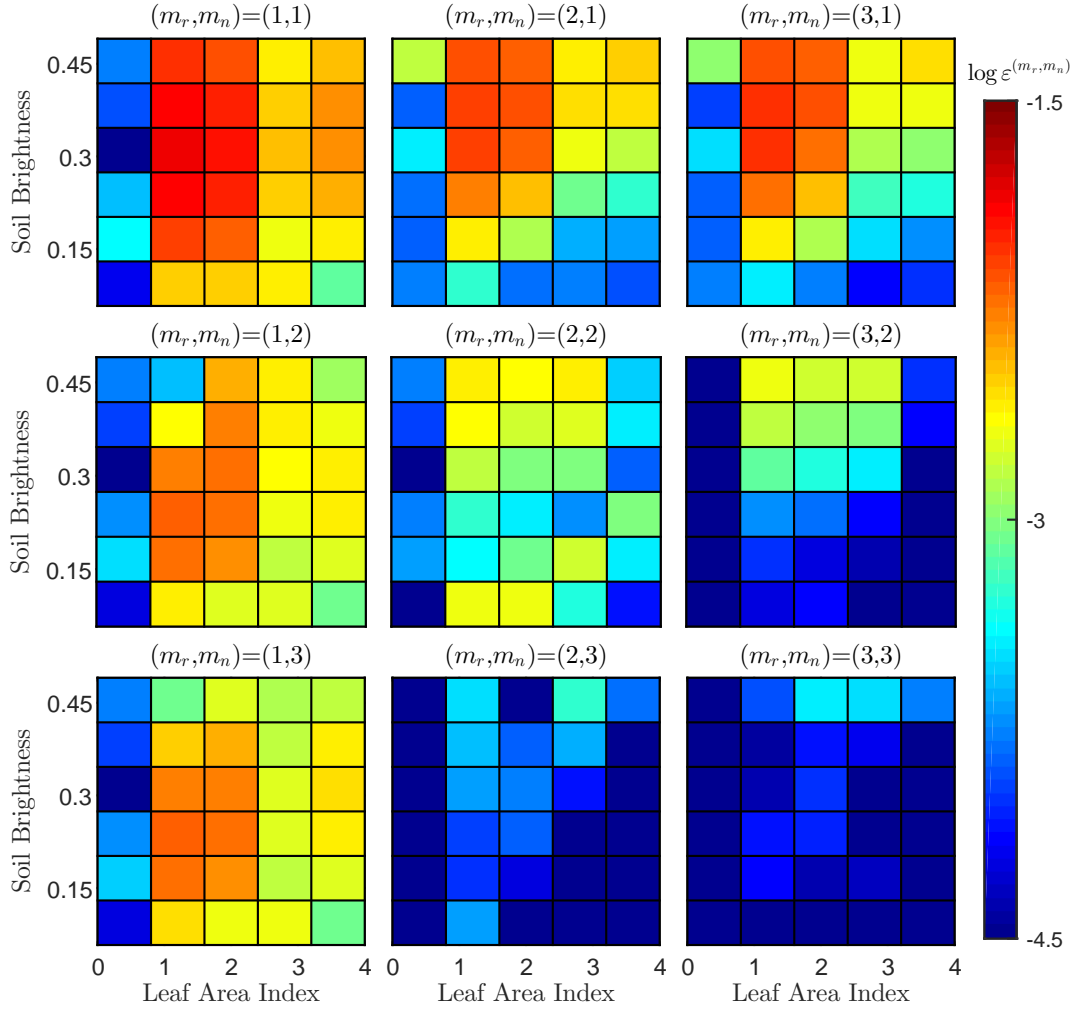 (m_r,m_n)=(1,1)
(m_r,m_n)=(2,1)
(m_r,m_n)=(3,1)
log ε^(m_r,m_n)
Soil Brightness
0.45
0.3
0.15
-1.5
-3
-4.5
(m_r,m_n)=(1,2)
(m_r,m_n)=(2,2)
(m_r,m_n)=(3,2)
Soil Brightness
0.45
0.3
0.15
(m_r,m_n)=(1,3)
(m_r,m_n)=(2,3)
(m_r,m_n)=(3,3)
Soil Brightness
0.45
0.3
0.15
0 1 2 3 4
0 1 2 3 4
0 1 2 3 4
Leaf Area Index
Leaf Area Index
Leaf Area Index